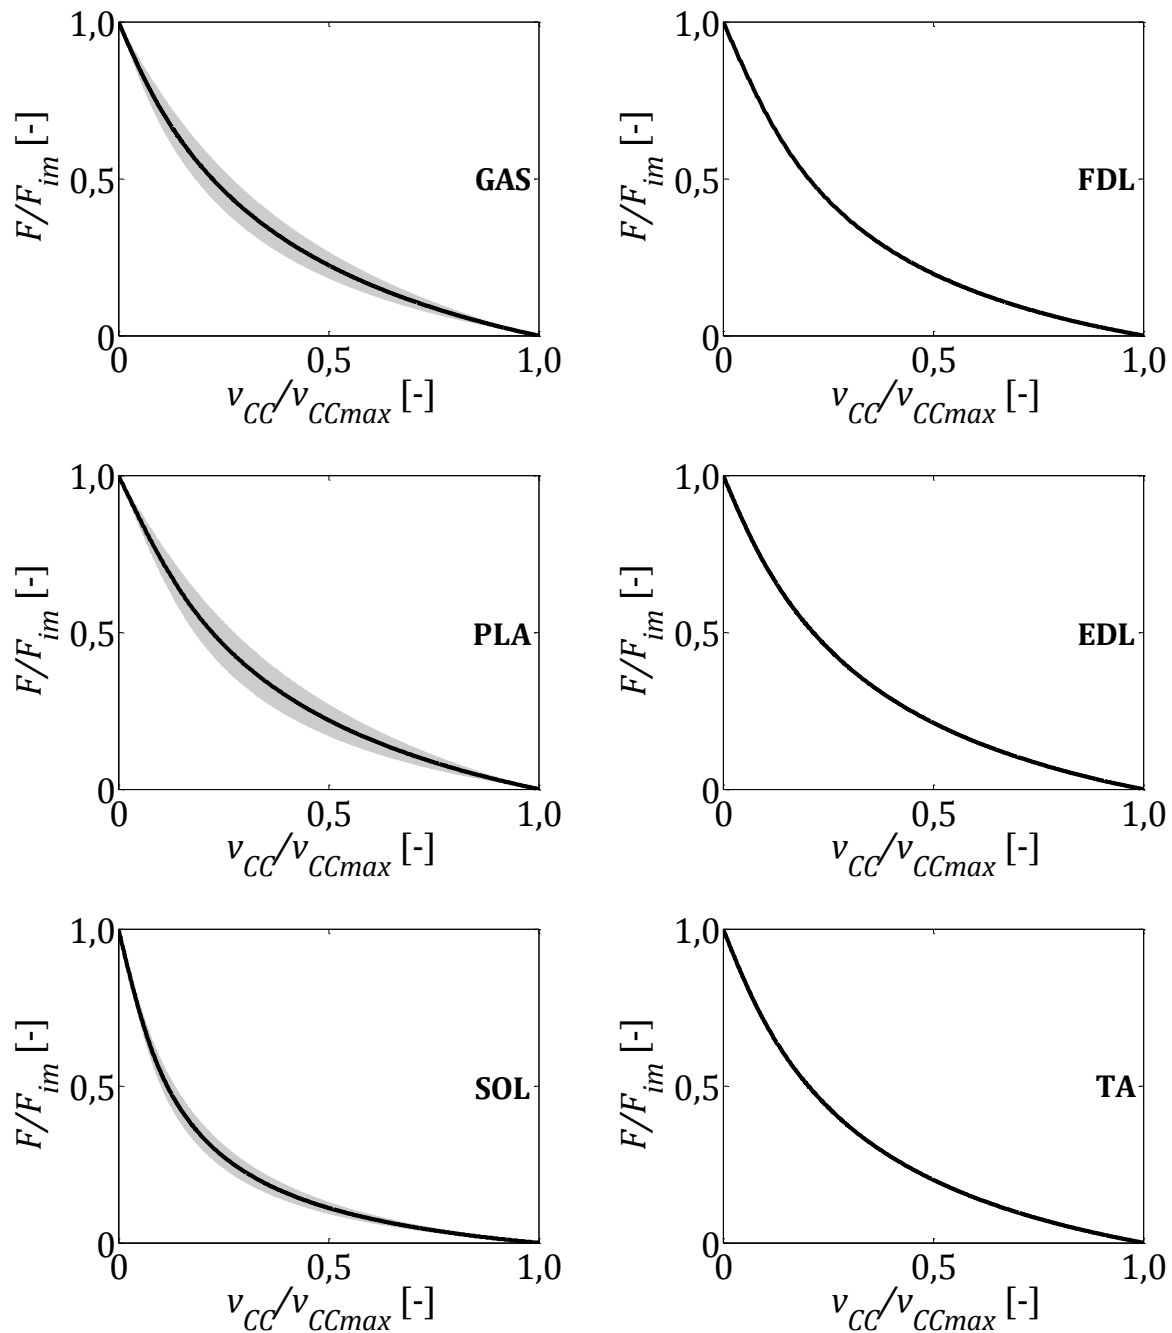 1,0
F/F_im [-]
0,5
GAS
0
0
0,5
1,0
v_CC/v_CCmax [-]
1,0
F/F_im [-]
0,5
FDL
0
0
0,5
1,0
v_CC/v_CCmax [-]
1,0
F/F_im [-]
0,5
PLA
0
0
0,5
1,0
v_CC/v_CCmax [-]
1,0
F/F_im [-]
0,5
EDL
0
0
0,5
1,0
v_CC/v_CCmax [-]
1,0
F/F_im [-]
0,5
SOL
0
0
0,5
1,0
v_CC/v_CCmax [-]
1,0
F/F_im [-]
0,5
TA
0
0
0,5
1,0
v_CC/v_CCmax [-]